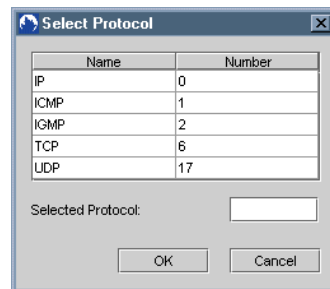 Select Protocol
Name Number
IP 0
ICMP 1
IGMP 2
TCP 6
UDP 17
Selected Protocol:
OK Cancel